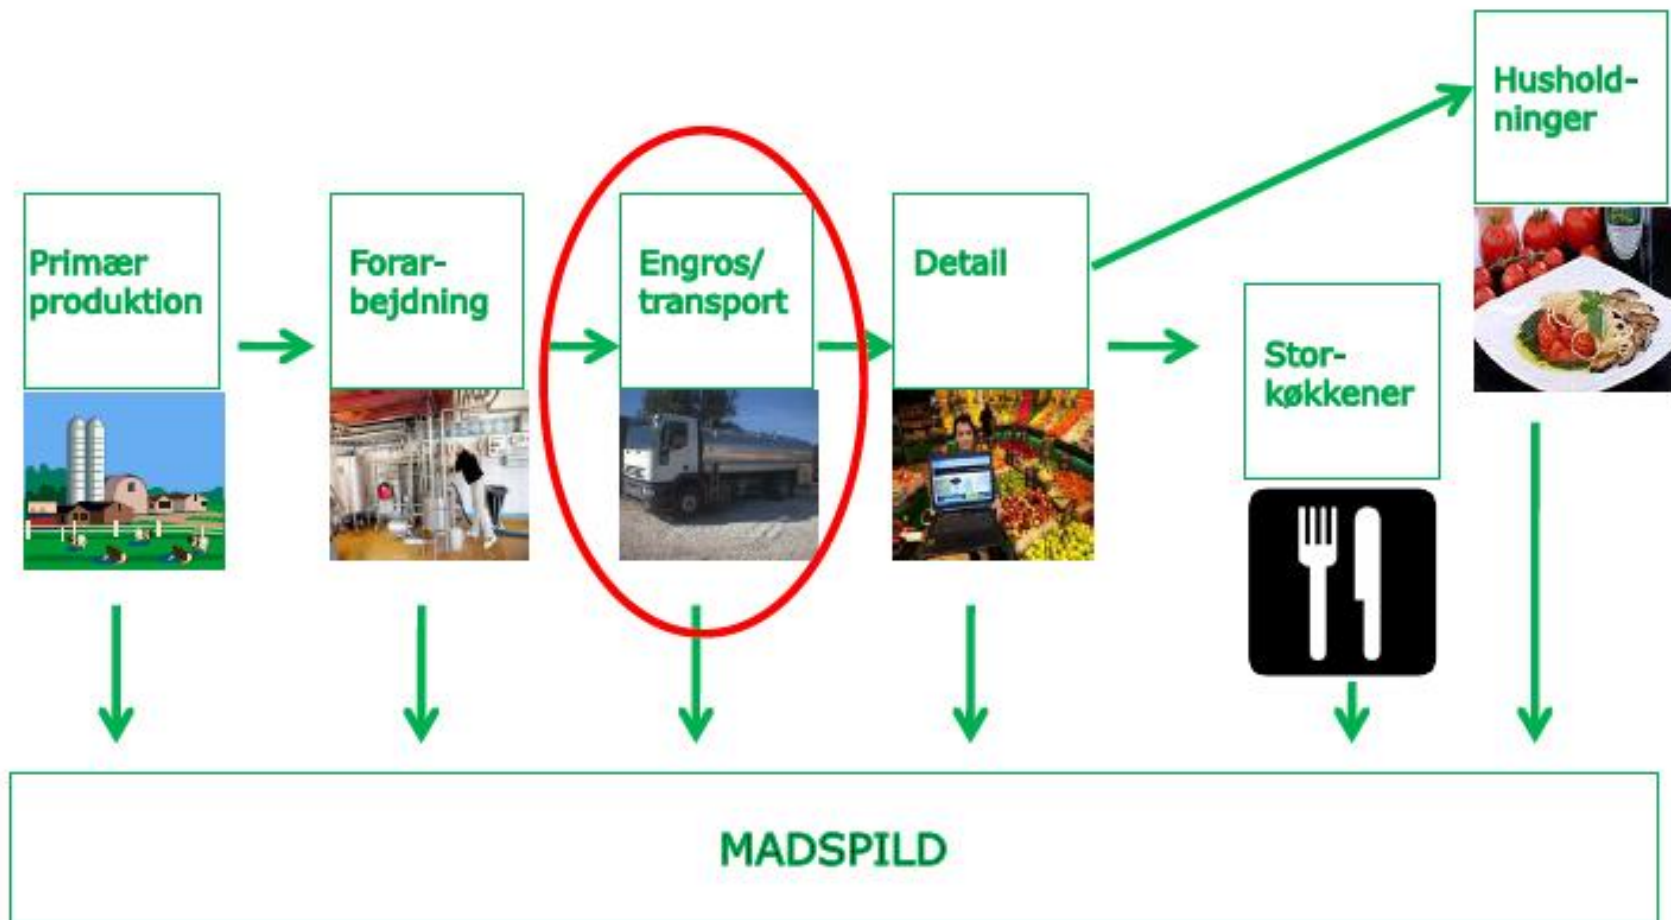 Primær
produktion
Forar-
bejdning
Engros/
transport
Detail
Stor-
køkkener
Hushold-
ninger
MADSPILD